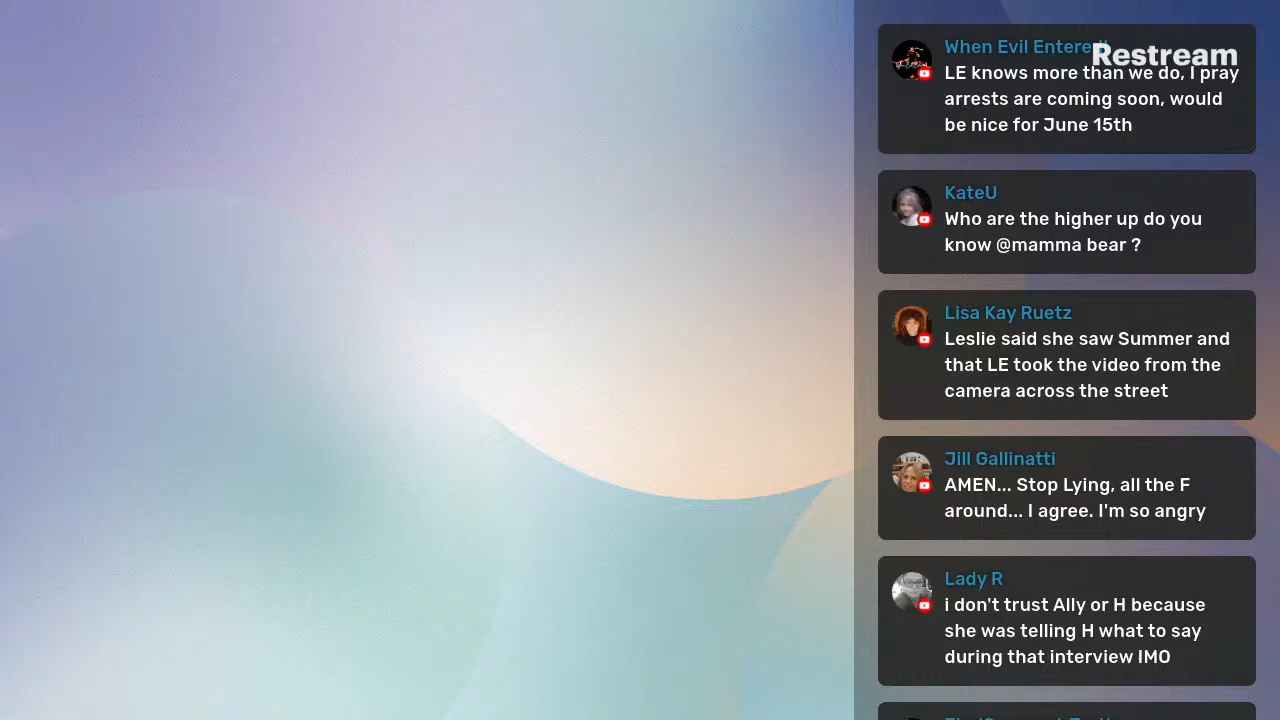 When Evil Entered
Restream
LE knows more than we do, I pray
arrests are coming soon, would
be nice for June 15th
KateU
Who are the higher up do you
know @mamma bear ?
Lisa Kay Ruetz
Leslie said she saw Summer and
that LE took the video from the
camera across the street
Jill Gallinatti
AMEN... Stop Lying, all the F
around... I agree. I'm so angry
Lady R
i don't trust Ally or H because
she was telling H what to say
during that interview IMO